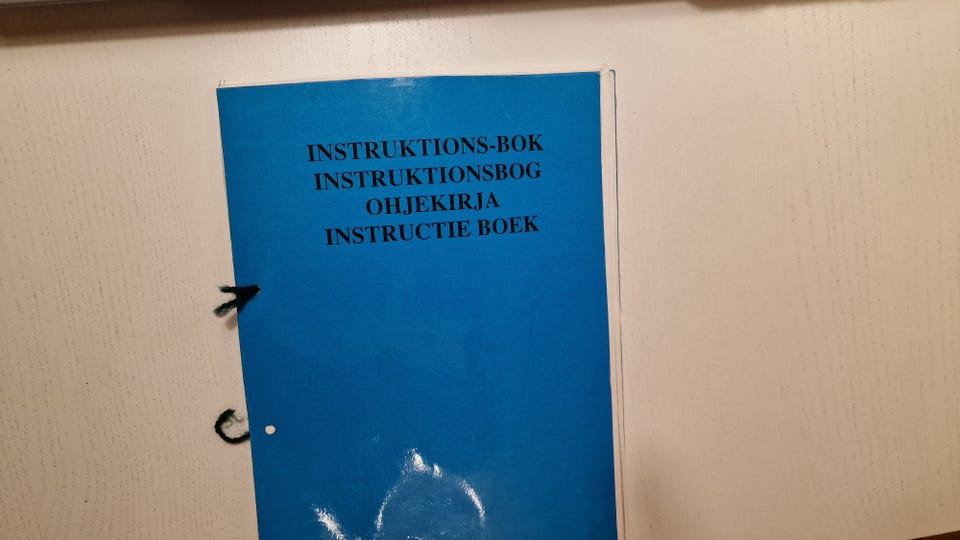 INSTRUKTIONS-BOK
INSTRUKTIONSBOG
OHJEKIRJA
INSTRUCTIE BOEK